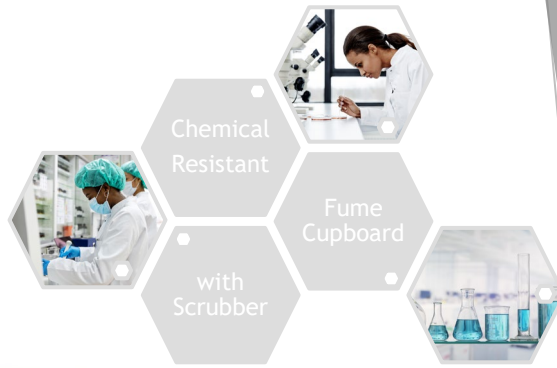 Chemical
Resistant
Fume
Cupboard
with
Scrubber